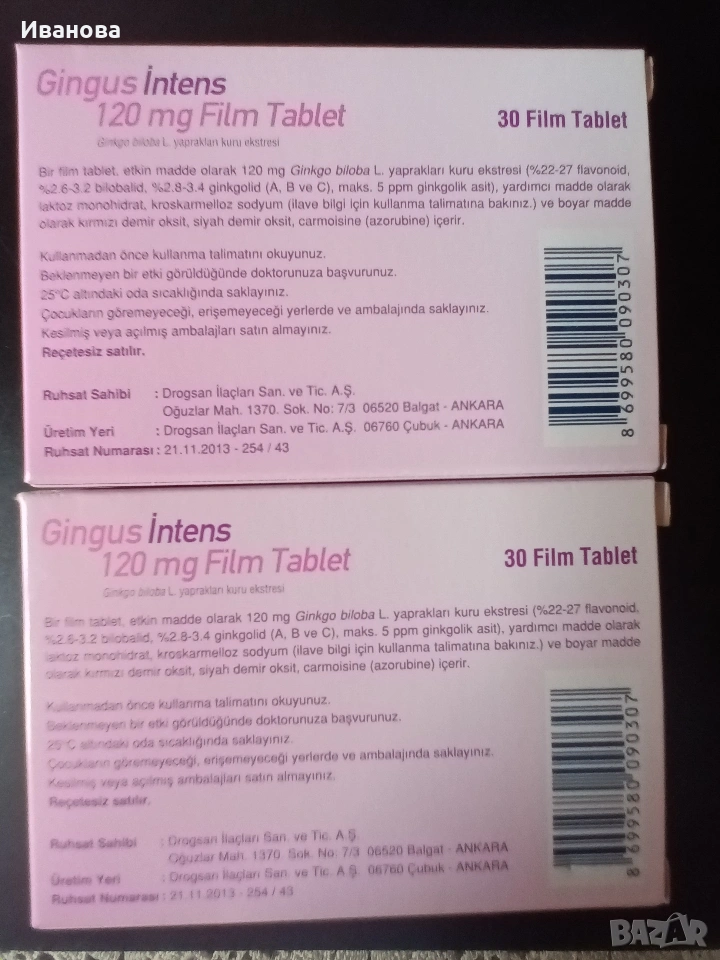 Иванова
Gingus İntens
120 mg Film Tablet
30 Film Tablet
Ginkgo biloba L. yaprakları kuru ekstresi
Bir film tablet, etkin madde olarak 120 mg Ginkgo biloba L. yaprakları kuru ekstresi (%22-27 flavonoid,
%2.6-3.2 bilobalid, %2.8-3.4 ginkgolid (A, B ve C), maks. 5 ppm ginkgolik asit), yardımcı madde olarak
laktoz monohidrat, kroskarmelloz sodyum (ilave bilgi için kullanma talimatına bakınız.) ve boyar madde
olarak kırmızı demir oksit, siyah demir oksit, carmoisine (azorubine) içerir.
Kullanmadan önce kullanma talimatını okuyunuz.
Beklenmeyen bir etki görüldüğünde doktorunuza başvurunuz.
25°C altındaki oda sıcaklığında saklayınız.
Çocukların göremeyeceği, erişemeyeceği yerlerde ve ambalajında saklayınız.
Kesilmiş veya açılmış ambalajları satın almayınız.
Reçetesiz satılır.
Ruhsat Sahibi : Drogsan İlaçları San. ve Tic. A.Ş.
Oğuzlar Mah. 1370. Sok. No: 7/3 06520 Balgat - ANKARA
Üretim Yeri : Drogsan İlaçları San. ve Tic. A.Ş. 06760 Çubuk - ANKARA
Ruhsat Numarası : 21.11.2013 - 254 / 43
8 699580 090307
Gingus İntens
120 mg Film Tablet
30 Film Tablet
Ginkgo biloba L. yaprakları kuru ekstresi
Bir film tablet, etkin madde olarak 120 mg Ginkgo biloba L. yaprakları kuru ekstresi (%22-27 flavonoid,
%2.6-3.2 bilobalid, %2.8-3.4 ginkgolid (A, B ve C), maks. 5 ppm ginkgolik asit), yardımcı madde olarak
laktoz monohidrat, kroskarmelloz sodyum (ilave bilgi için kullanma talimatına bakınız.) ve boyar madde
olarak kırmızı demir oksit, siyah demir oksit, carmoisine (azorubine) içerir.
Kullanmadan önce kullanma talimatını okuyunuz.
Beklenmeyen bir etki görüldüğünde doktorunuza başvurunuz.
25°C altındaki oda sıcaklığında saklayınız.
Çocukların göremeyeceği, erişemeyeceği yerlerde ve ambalajında saklayınız.
Kesilmiş veya açılmış ambalajları satın almayınız.
Reçetesiz satılır.
Ruhsat Sahibi : Drogsan İlaçları San. ve Tic. A.Ş.
Oğuzlar Mah. 1370. Sok. No: 7/3 06520 Balgat - ANKARA
Üretim Yeri : Drogsan İlaçları San. ve Tic. A.Ş. 06760 Çubuk - ANKARA
Ruhsat Numarası : 21.11.2013 - 254 / 43
8 699580 090307
BAZAR